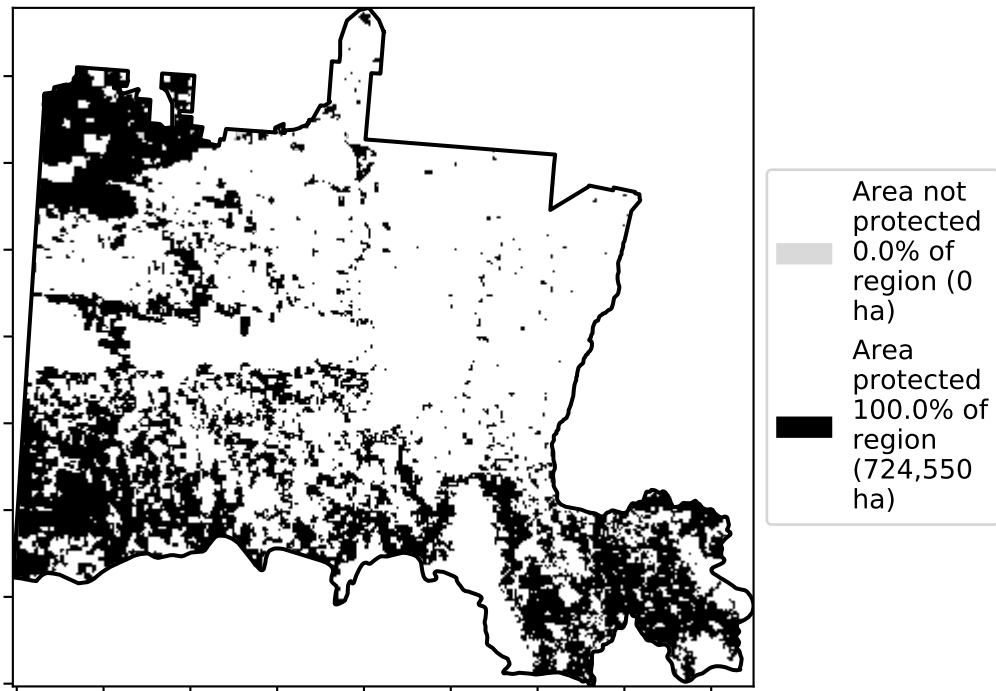 Area not
protected
0.0% of
region (0
ha)
Area
protected
100.0% of
region
(724,550
ha)